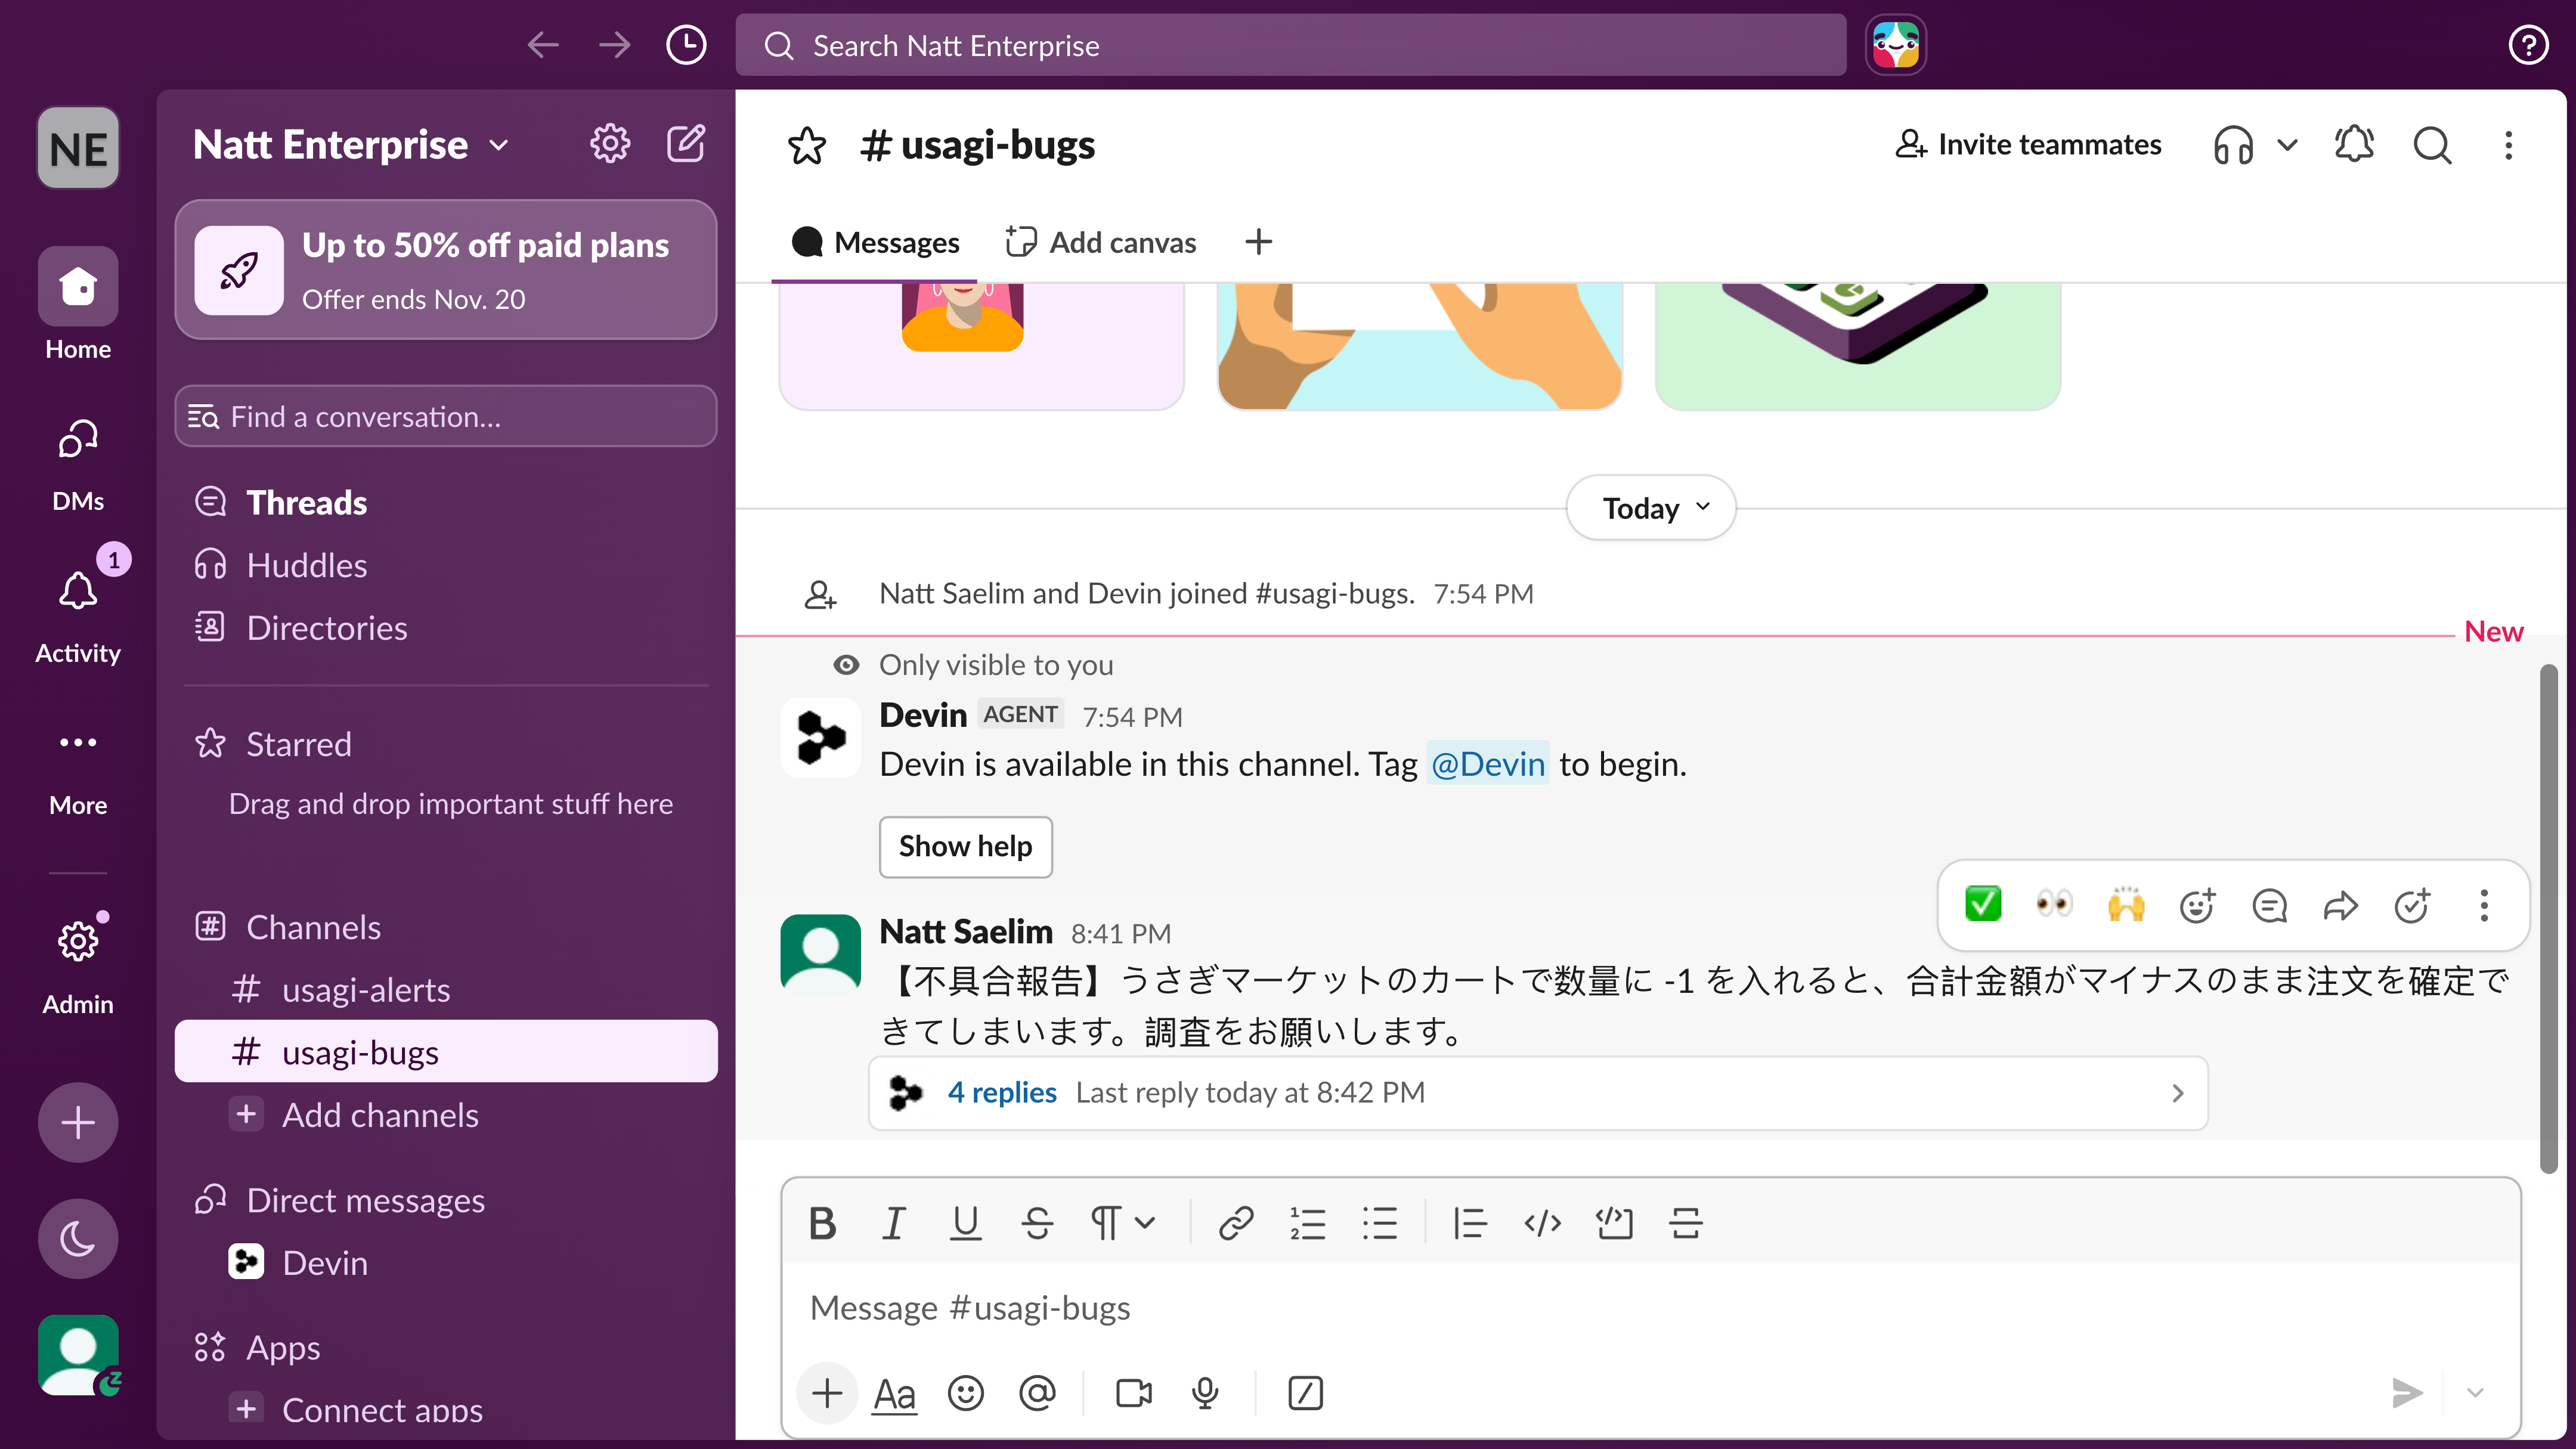 Search Natt Enterprise
NE
Home
DMs
1
Activity
More
Admin
Natt Enterprise
Up to 50% off paid plans
Offer ends Nov. 20
Find a conversation...
Threads
Huddles
Directories
Starred
Drag and drop important stuff here
Channels
# usagi-alerts
# usagi-bugs
Add channels
Direct messages
Devin
Apps
Connect apps
# usagi-bugs
Invite teammates
Messages
Add canvas
Today
Natt Saelim and Devin joined #usagi-bugs. 7:54 PM
New
Only visible to you
Devin AGENT 7:54 PM
Devin is available in this channel. Tag @Devin to begin.
Show help
Natt Saelim 8:41 PM
【不具合報告】うさぎマーケットのカートで数量に -1 を入れると、合計金額がマイナスのまま注文を確定で
きてしまいます。調査をお願いします。
4 replies Last reply today at 8:42 PM
Message #usagi-bugs
Aa